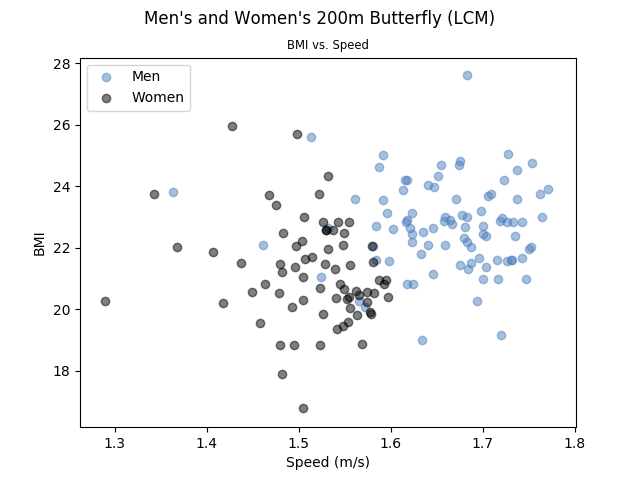 Men's and Women's 200m Butterfly (LCM)
BMI vs. Speed
Men
Women
28
26
24
22
20
18
BMI
1.3 1.4 1.5 1.6 1.7 1.8
Speed (m/s)